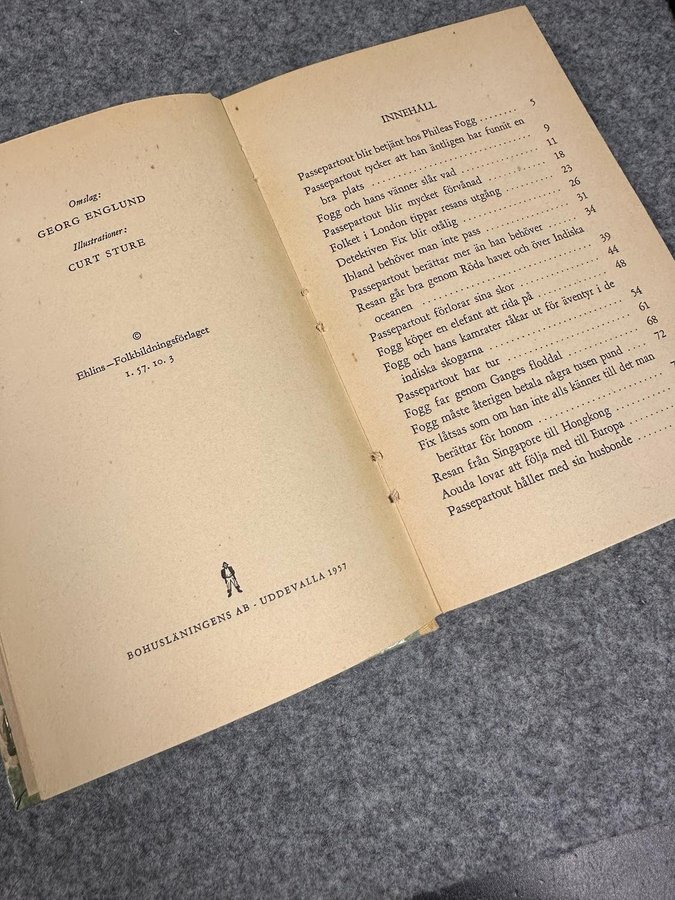 Omslag:
GEORG ENGLUND
Illustrationer:
CURT STURE
©
Ehlins—Folkbildningsförlaget
1. 57. 10. 3
BOHUSLÄNINGENS AB - UDDEVALLA 1957
INNEHÅLL
Passepartout blir betjänt hos Phileas Fogg ........ 5
Passepartout tycker att han äntligen har funnit en
bra plats ........ 9
Fogg och hans vänner slår vad ........ 11
Passepartout blir mycket förvånad ........ 18
Folket i London tippar resans utgång ........ 23
Detektiven Fix blir otålig ........ 26
Ibland behöver man inte pass ........ 31
Passepartout berättar mer än han behöver ........ 34
Resan går bra genom Röda havet och över Indiska
oceanen ........ 39
Passepartout förlorar sina skor ........ 44
Fogg köper en elefant att rida på ........ 48
Fogg och hans kamrater råkar ut för äventyr i de
indiska skogarna ........ 54
Passepartout har tur ........ 61
Fogg far genom Ganges floddal ........ 68
Fogg måste återigen betala några tusen pund ........ 72
Fix låtsas som om han inte alls känner till det man
berättar för honom ........
Resan från Singapore till Hongkong ........
Aouda lovar att följa med till Europa ........
Passepartout håller med sin husbonde ........